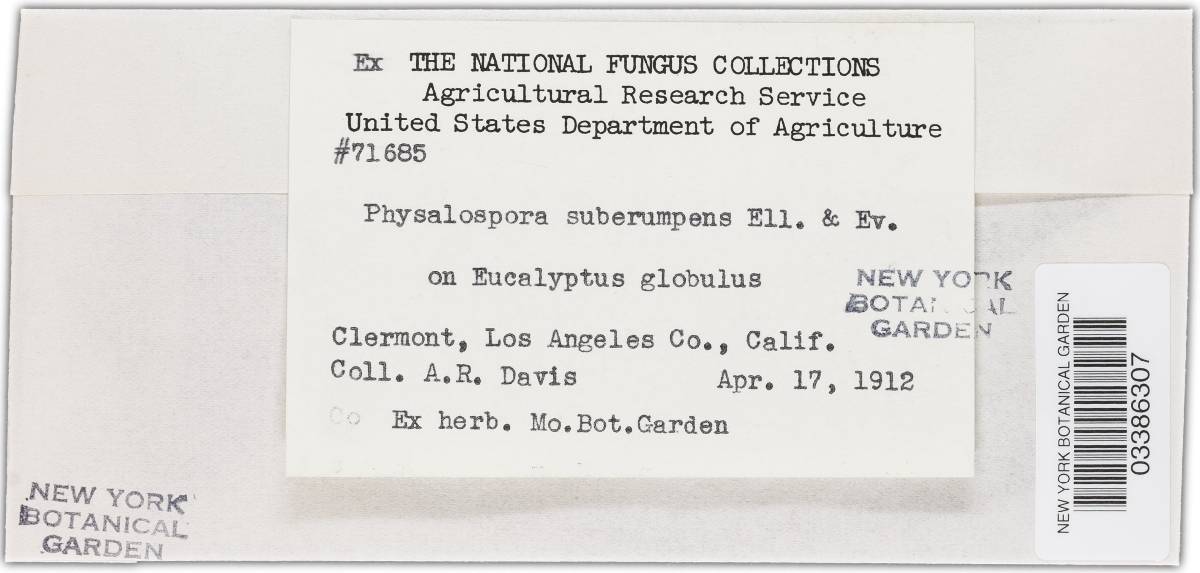 Ex THE NATIONAL FUNGUS COLLECTIONS
Agricultural Research Service
United States Department of Agriculture
#71685
Physalospora suberumpens Ell. & Ev.
on Eucalyptus globulus
Clermont, Los Angeles Co., Calif.
Coll. A.R. Davis Apr. 17, 1912
Co Ex herb. Mo.Bot.Garden
NEW YORK
BOTANICAL
GARDEN
NEW YORK BOTANICAL GARDEN
03386307
NEW YORK
BOTANICAL
GARDEN